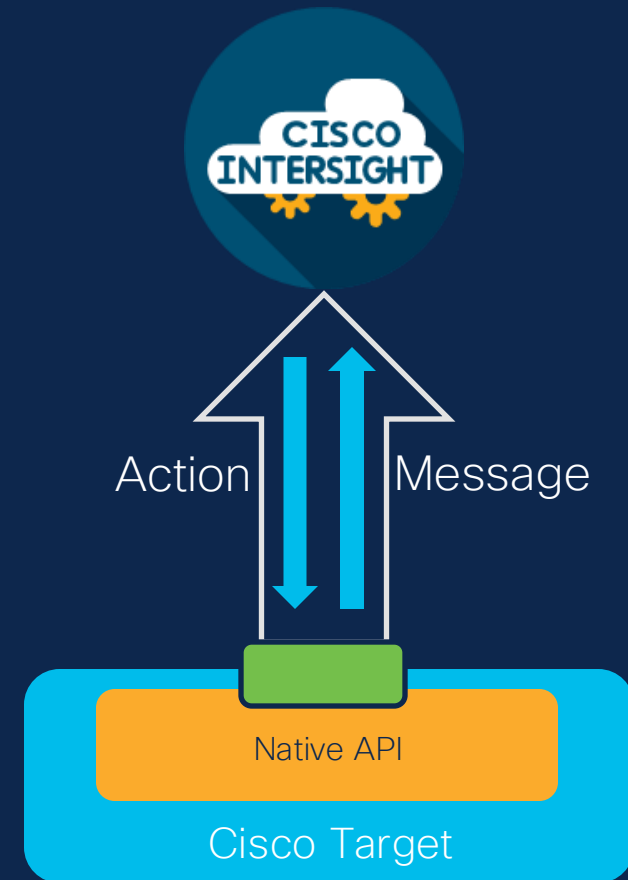 CISCO
INTERSIGHT
Action
Message
Native API
Cisco Target